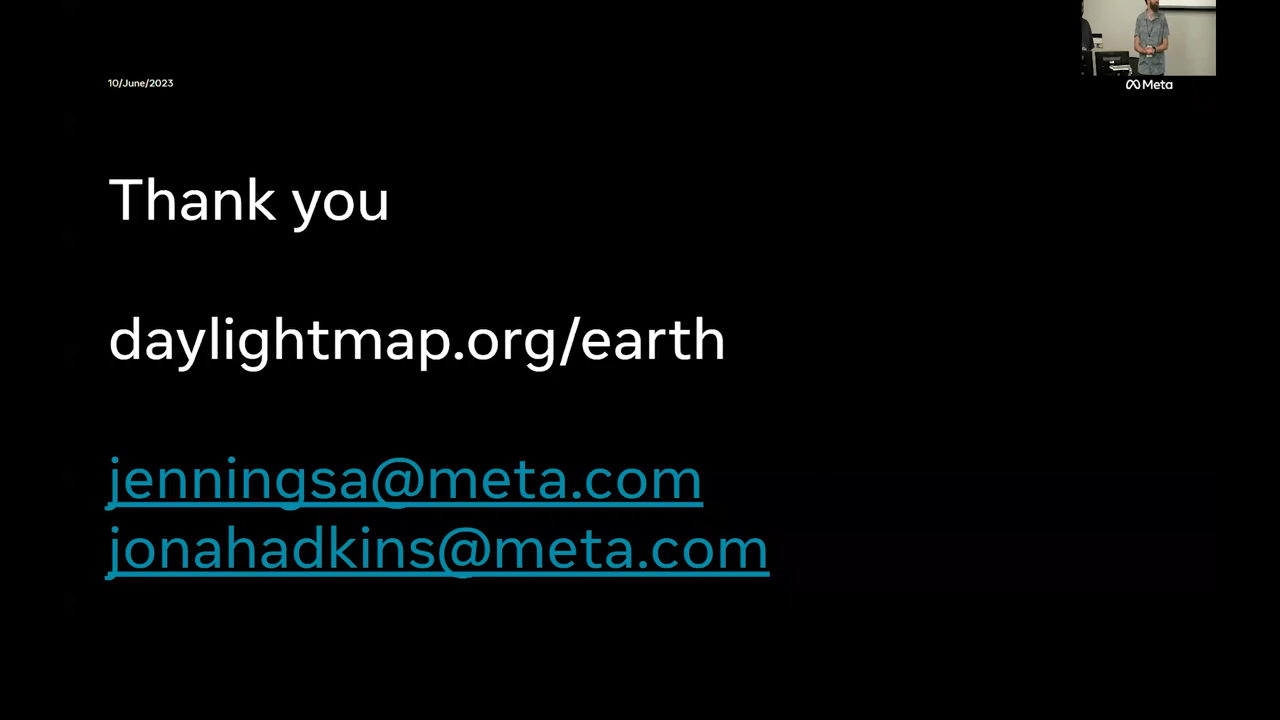 10/June/2023
Meta
Thank you
daylightmap.org/earth
jenningsa@meta.com
jonahadkins@meta.com